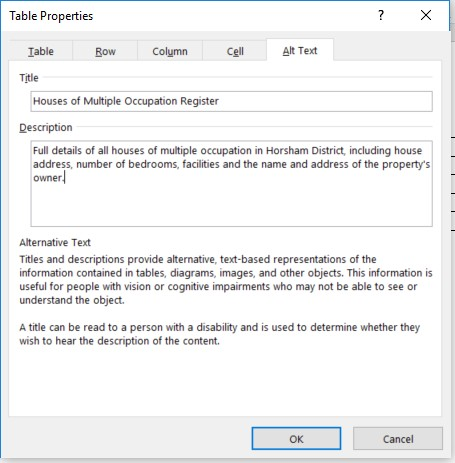 Table Properties
?
Table Row Column Cell Alt Text
Title
Houses of Multiple Occupation Register
Description
Full details of all houses of multiple occupation in Horsham District, including house
address, number of bedrooms, facilities and the name and address of the property's
owner.
Alternative Text
Titles and descriptions provide alternative, text-based representations of the
information contained in tables, diagrams, images, and other objects. This information is
useful for people with vision or cognitive impairments who may not be able to see or
understand the object.
A title can be read to a person with a disability and is used to determine whether they
wish to hear the description of the content.
OK Cancel